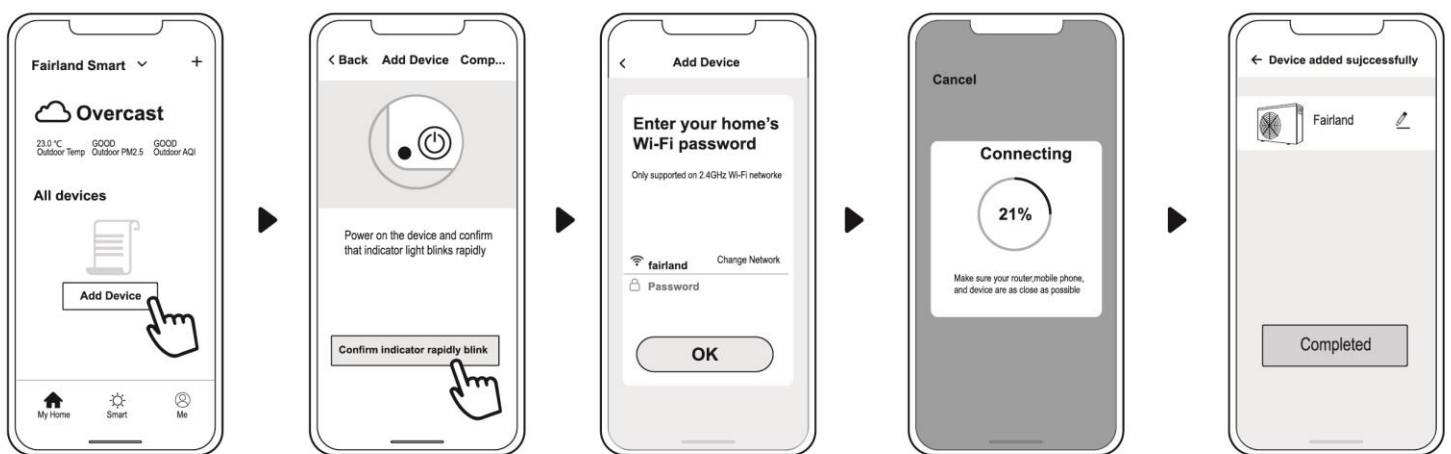 Fairland Smart
+
Overcast
23.0 °C GOOD GOOD
Outdoor Temp Outdoor PM2.5 Outdoor AQI
All devices
Add Device
My Home Smart Me
< Back Add Device Comp...
Power on the device and confirm
that indicator light blinks rapidly
Confirm indicator rapidly blink
< Add Device
Enter your home's
Wi-Fi password
Only supported on 2.4GHz Wi-Fi networke
fairland Change Network
Password
OK
Cancel
Connecting
21%
Make sure your router,mobile phone,
and device are as close as possible
← Device added sujccessfully
Fairland
Completed